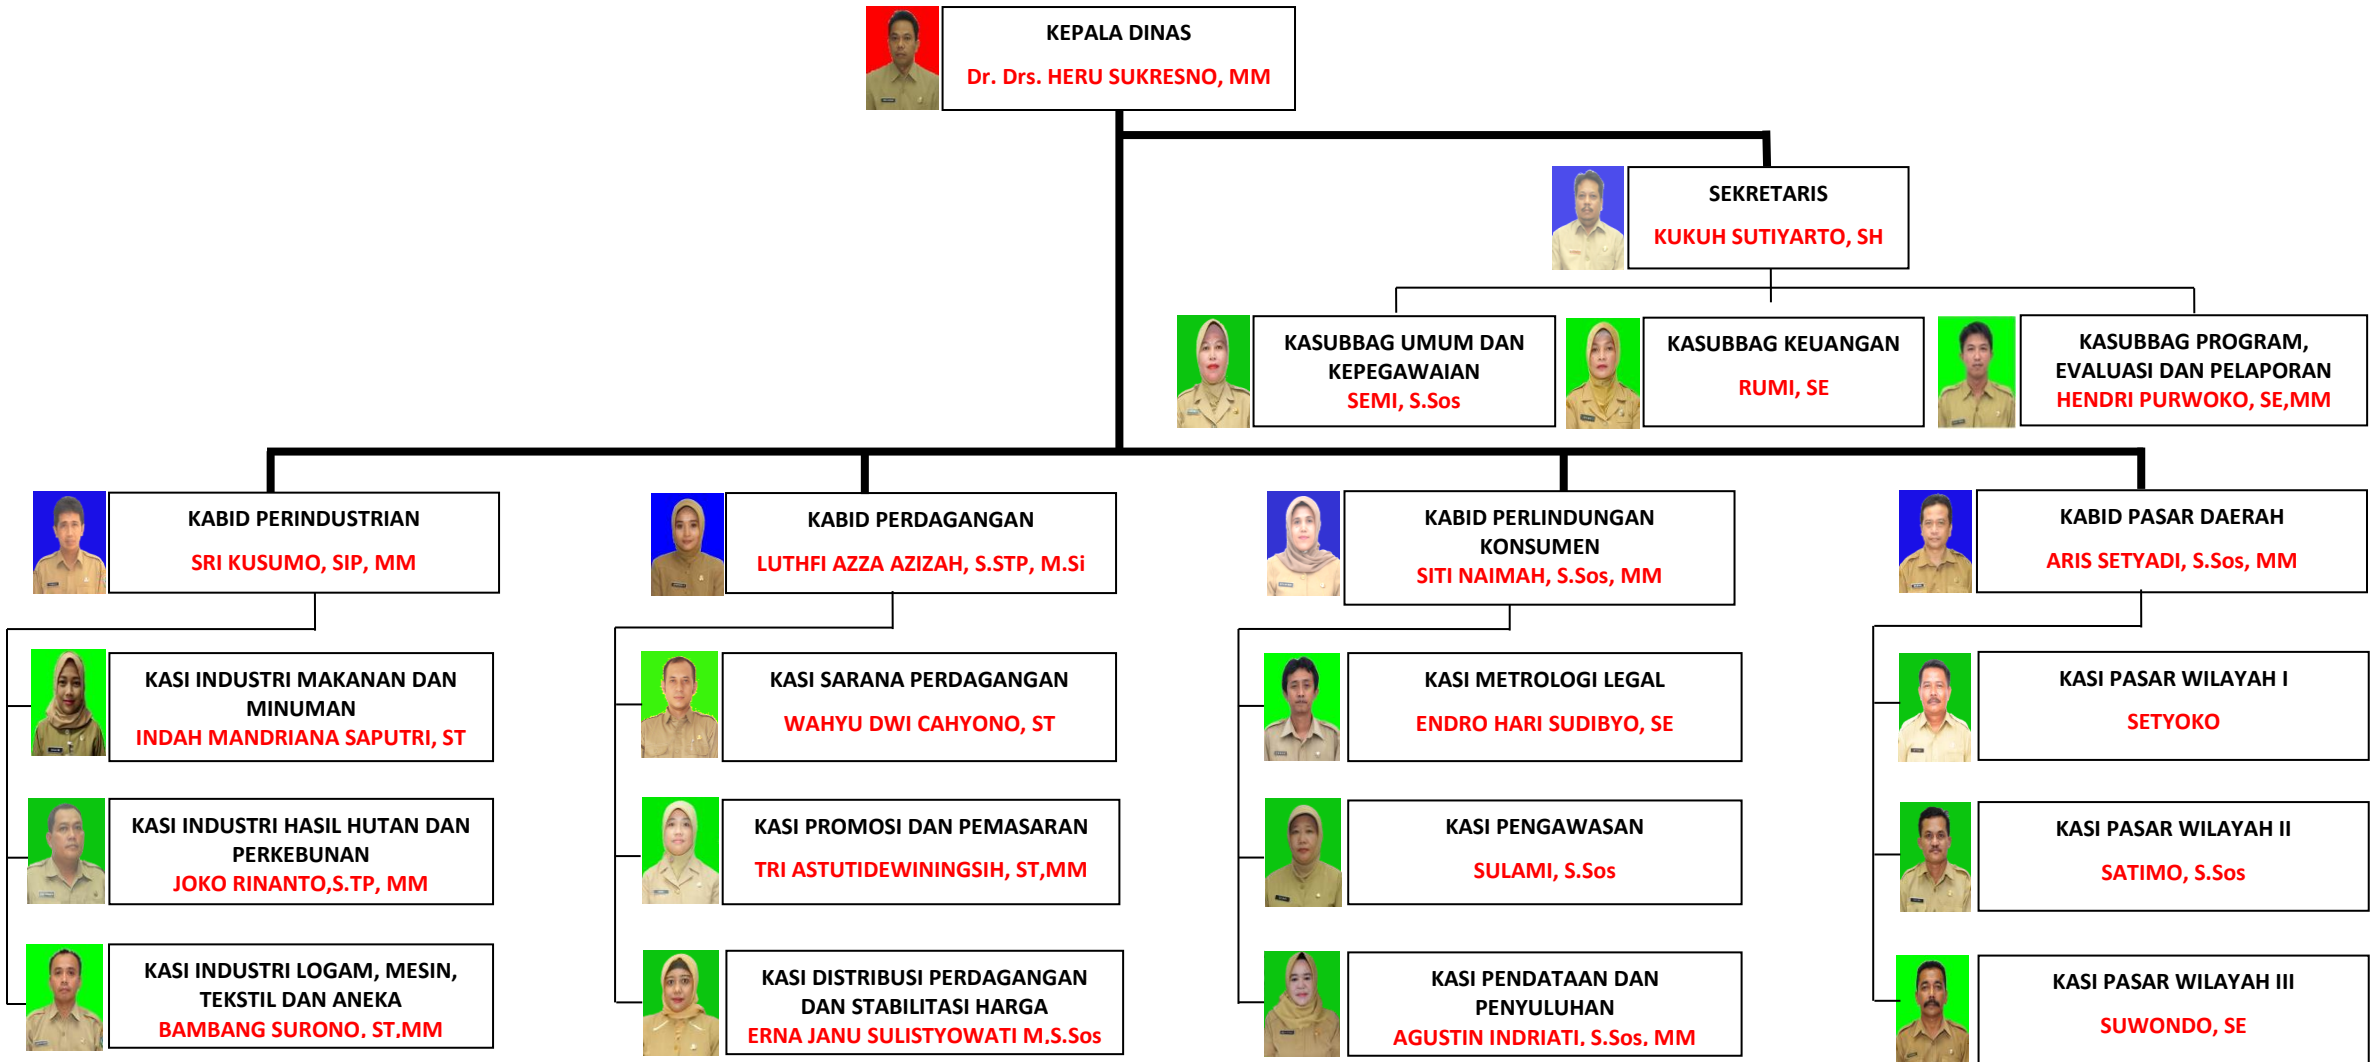 KEPALA DINAS
Dr. Drs. HERU SUKRESNO, MM
SEKRETARIS
KUKUH SUTIYARTO, SH
KASUBBAG UMUM DAN
KEPEGAWAIAN
SEMI, S.Sos
KASUBBAG KEUANGAN
RUMI, SE
KASUBBAG PROGRAM,
EVALUASI DAN PELAPORAN
HENDRI PURWOKO, SE,MM
KABID PERINDUSTRIAN
SRI KUSUMO, SIP, MM
KABID PERDAGANGAN
LUTHFI AZZA AZIZAH, S.STP, M.Si
KABID PERLINDUNGAN
KONSUMEN
SITI NAIMAH, S.Sos, MM
KABID PASAR DAERAH
ARIS SETYADI, S.Sos, MM
KASI INDUSTRI MAKANAN DAN
MINUMAN
INDAH MANDRIANA SAPUTRI, ST
KASI SARANA PERDAGANGAN
WAHYU DWI CAHYONO, ST
KASI METROLOGI LEGAL
ENDRO HARI SUDIBYO, SE
KASI PASAR WILAYAH I
SETYOKO
KASI INDUSTRI HASIL HUTAN DAN
PERKEBUNAN
JOKO RINANTO,S.TP, MM
KASI PROMOSI DAN PEMASARAN
TRI ASTUTIDEWININGSIH, ST,MM
KASI PENGAWASAN
SULAMI, S.Sos
KASI PASAR WILAYAH II
SATIMO, S.Sos
KASI INDUSTRI LOGAM, MESIN,
TEKSTIL DAN ANEKA
BAMBANG SURONO, ST,MM
KASI DISTRIBUSI PERDAGANGAN
DAN STABILITASI HARGA
ERNA JANU SULISTYOWATI M,S.Sos
KASI PENDATAAN DAN
PENYULUHAN
AGUSTIN INDRIATI, S.Sos, MM
KASI PASAR WILAYAH III
SUWONDO, SE